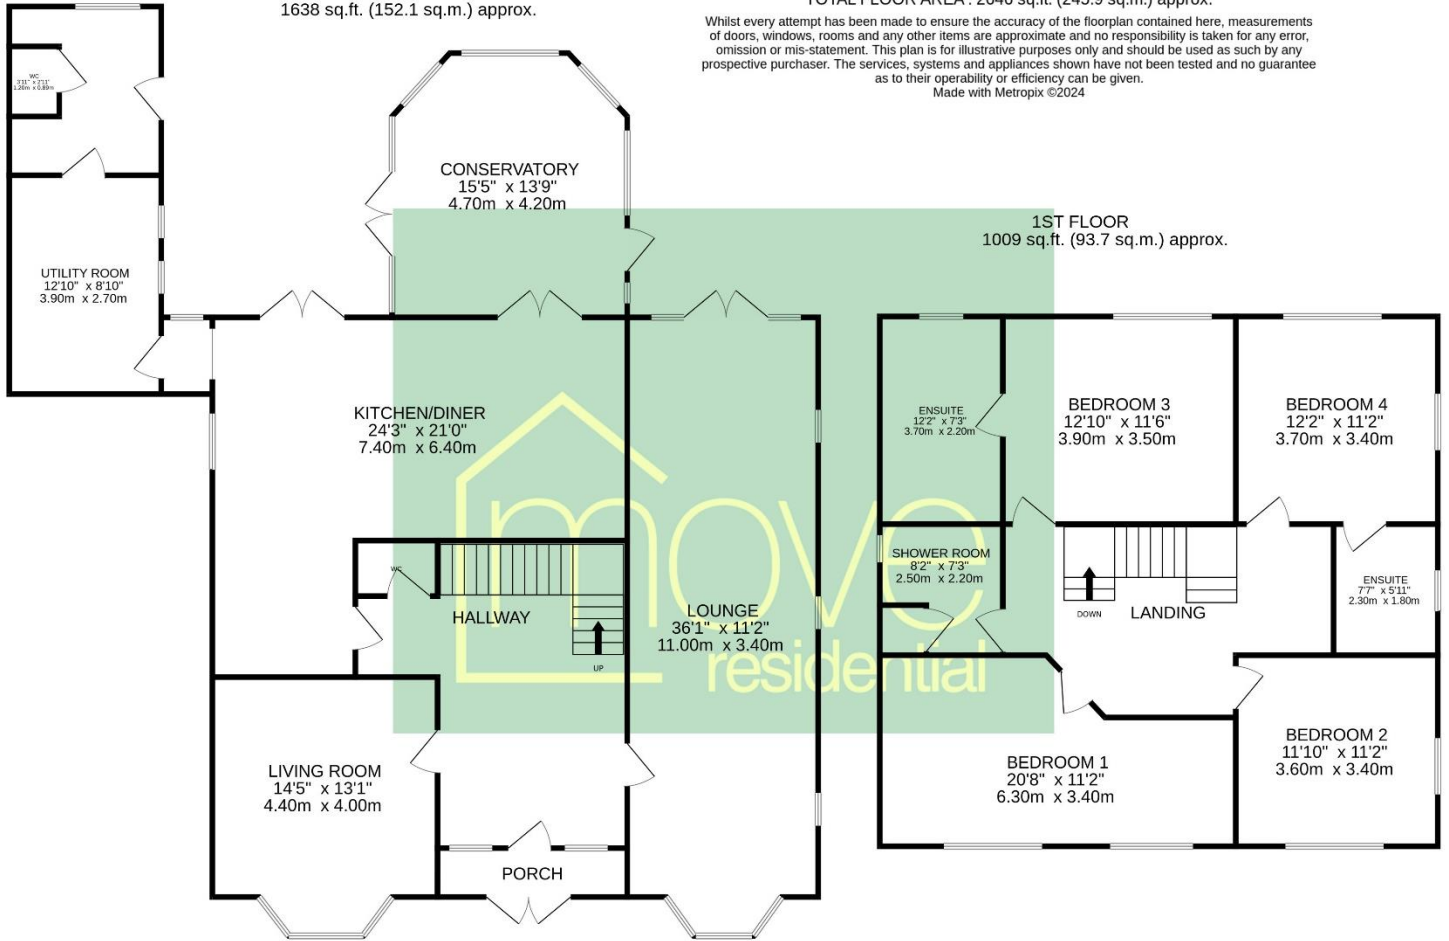 1638 sq.ft. (152.1 sq.m.) approx.
Whilst every attempt has been made to ensure the accuracy of the floorplan contained here, measurements
of doors, windows, rooms and any other items are approximate and no responsibility is taken for any error,
omission or mis-statement. This plan is for illustrative purposes only and should be used as such by any
prospective purchaser. The services, systems and appliances shown have not been tested and no guarantee
as to their operability or efficiency can be given.
Made with Metropix ©2024
WC
3'11" x 2'11"
1.20m x 0.89m
CONSERVATORY
15'5" x 13'9"
4.70m x 4.20m
1ST FLOOR
1009 sq.ft. (93.7 sq.m.) approx.
UTILITY ROOM
12'10" x 8'10"
3.90m x 2.70m
KITCHEN/DINER
24'3" x 21'0"
7.40m x 6.40m
ENSUITE
12'2" x 7'3"
3.70m x 2.20m
BEDROOM 3
12'10" x 11'6"
3.90m x 3.50m
BEDROOM 4
12'2" x 11'2"
3.70m x 3.40m
WC
HALLWAY
UP
LOUNGE
36'1" x 11'2"
11.00m x 3.40m
move
residential
SHOWER ROOM
8'2" x 7'3"
2.50m x 2.20m
DOWN
LANDING
ENSUITE
7'7" x 5'11"
2.30m x 1.80m
LIVING ROOM
14'5" x 13'1"
4.40m x 4.00m
PORCH
BEDROOM 1
20'8" x 11'2"
6.30m x 3.40m
BEDROOM 2
11'10" x 11'2"
3.60m x 3.40m